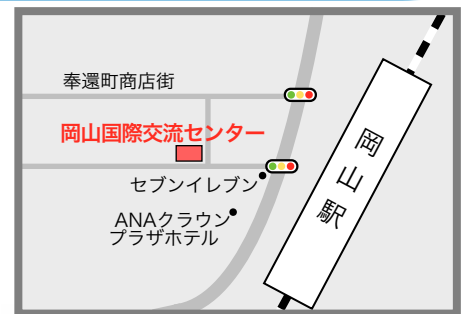 奉還町商店街
岡山国際交流センター
セブンイレブン
ANAクラウン
プラザホテル
岡山駅